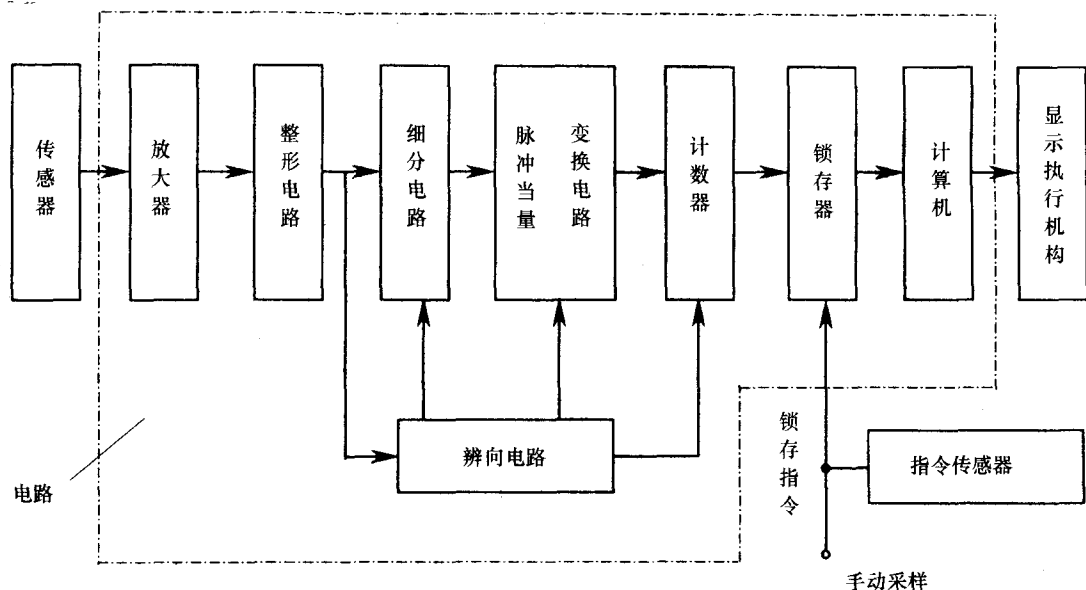 传感器
放大器
整形电路
细分电路
脉冲当量
变换电路
计数器
锁存器
计算机
显示执行机构
辨向电路
锁存指令
指令传感器
电路
手动采样